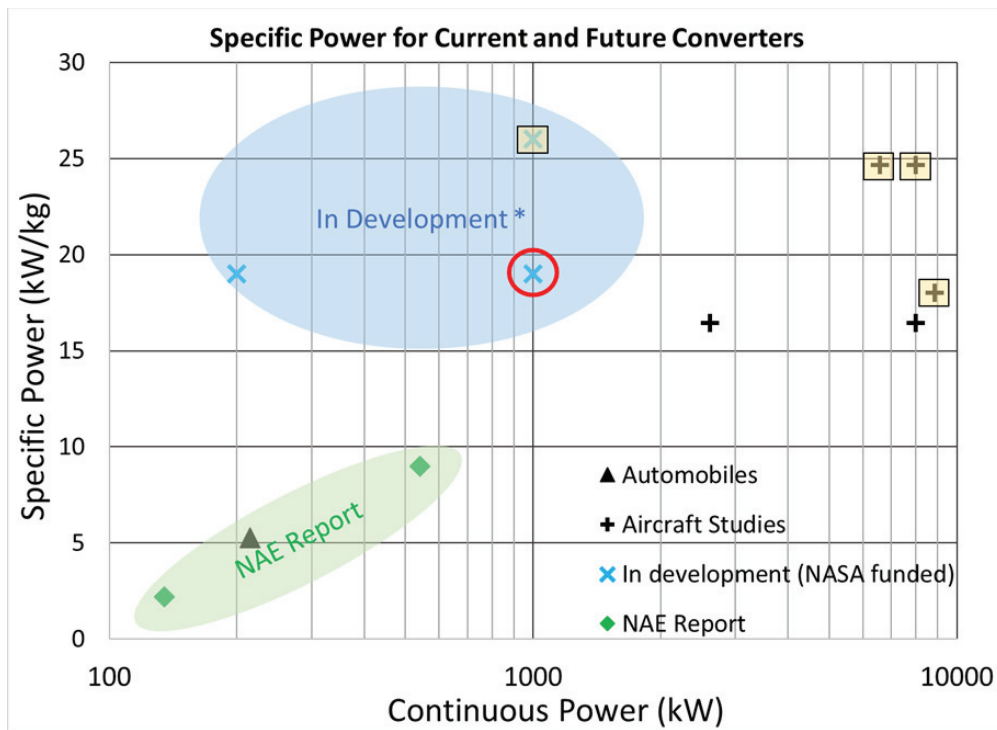 Specific Power for Current and Future Converters
30
25
20
15
10
5
0
Specific Power (kW/kg)
In Development *
NAE Report
Automobiles
Aircraft Studies
In development (NASA funded)
NAE Report
100
1000
10000
Continuous Power (kW)